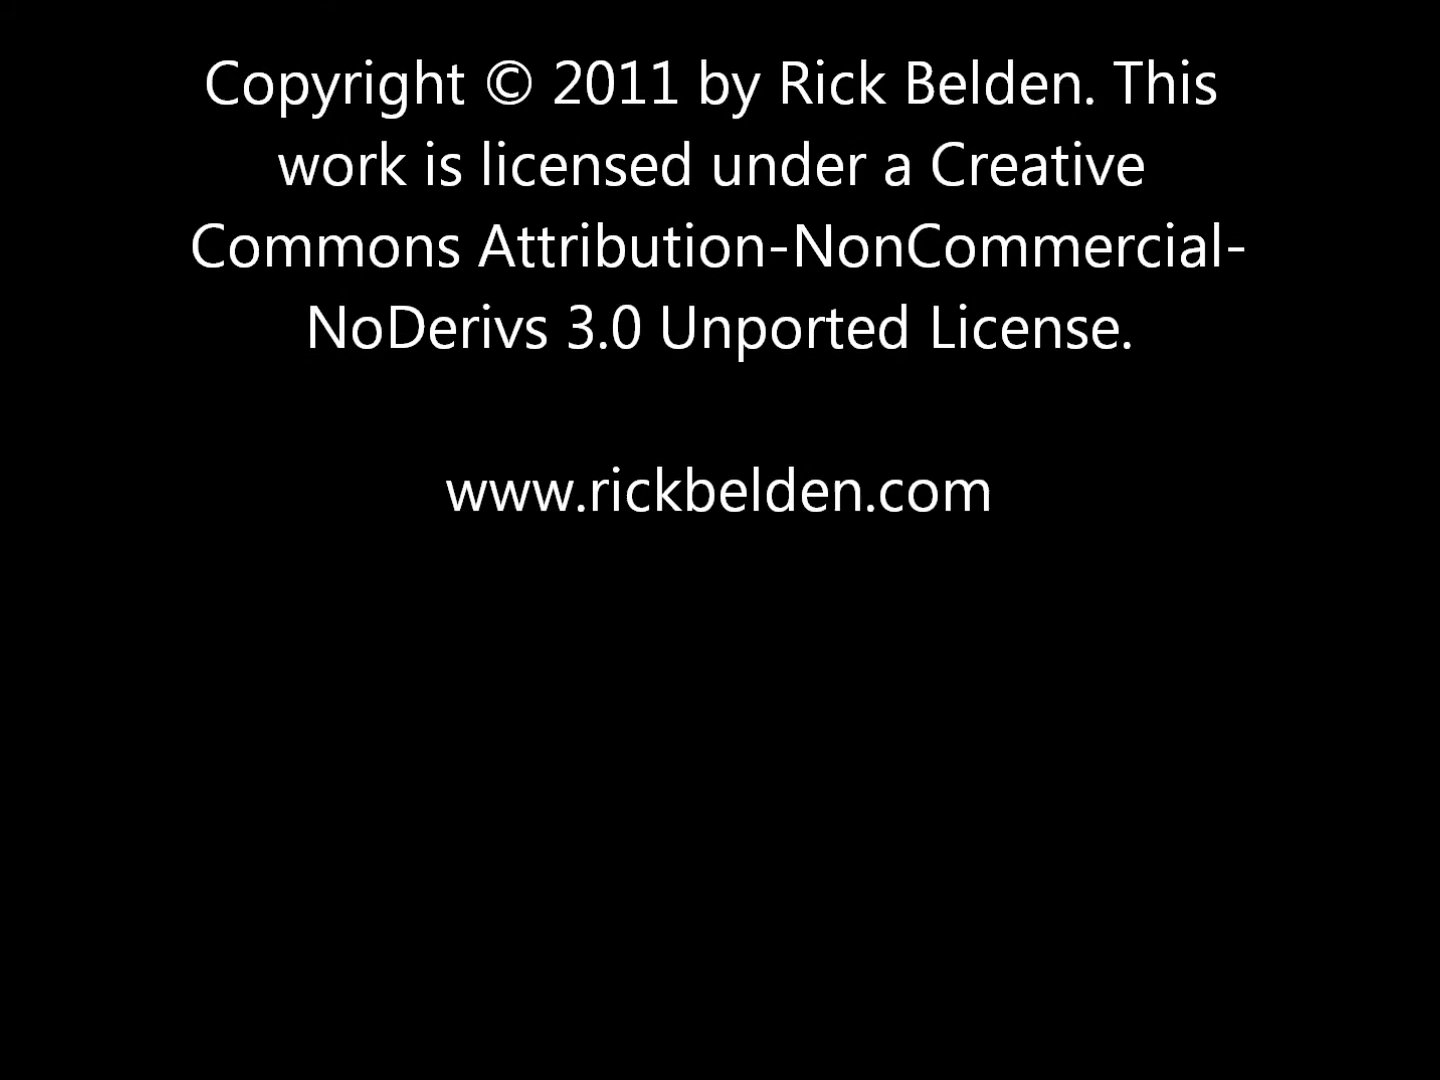 Copyright © 2011 by Rick Belden. This
work is licensed under a Creative
Commons Attribution-NonCommercial-
NoDerivs 3.0 Unported License.
www.rickbelden.com